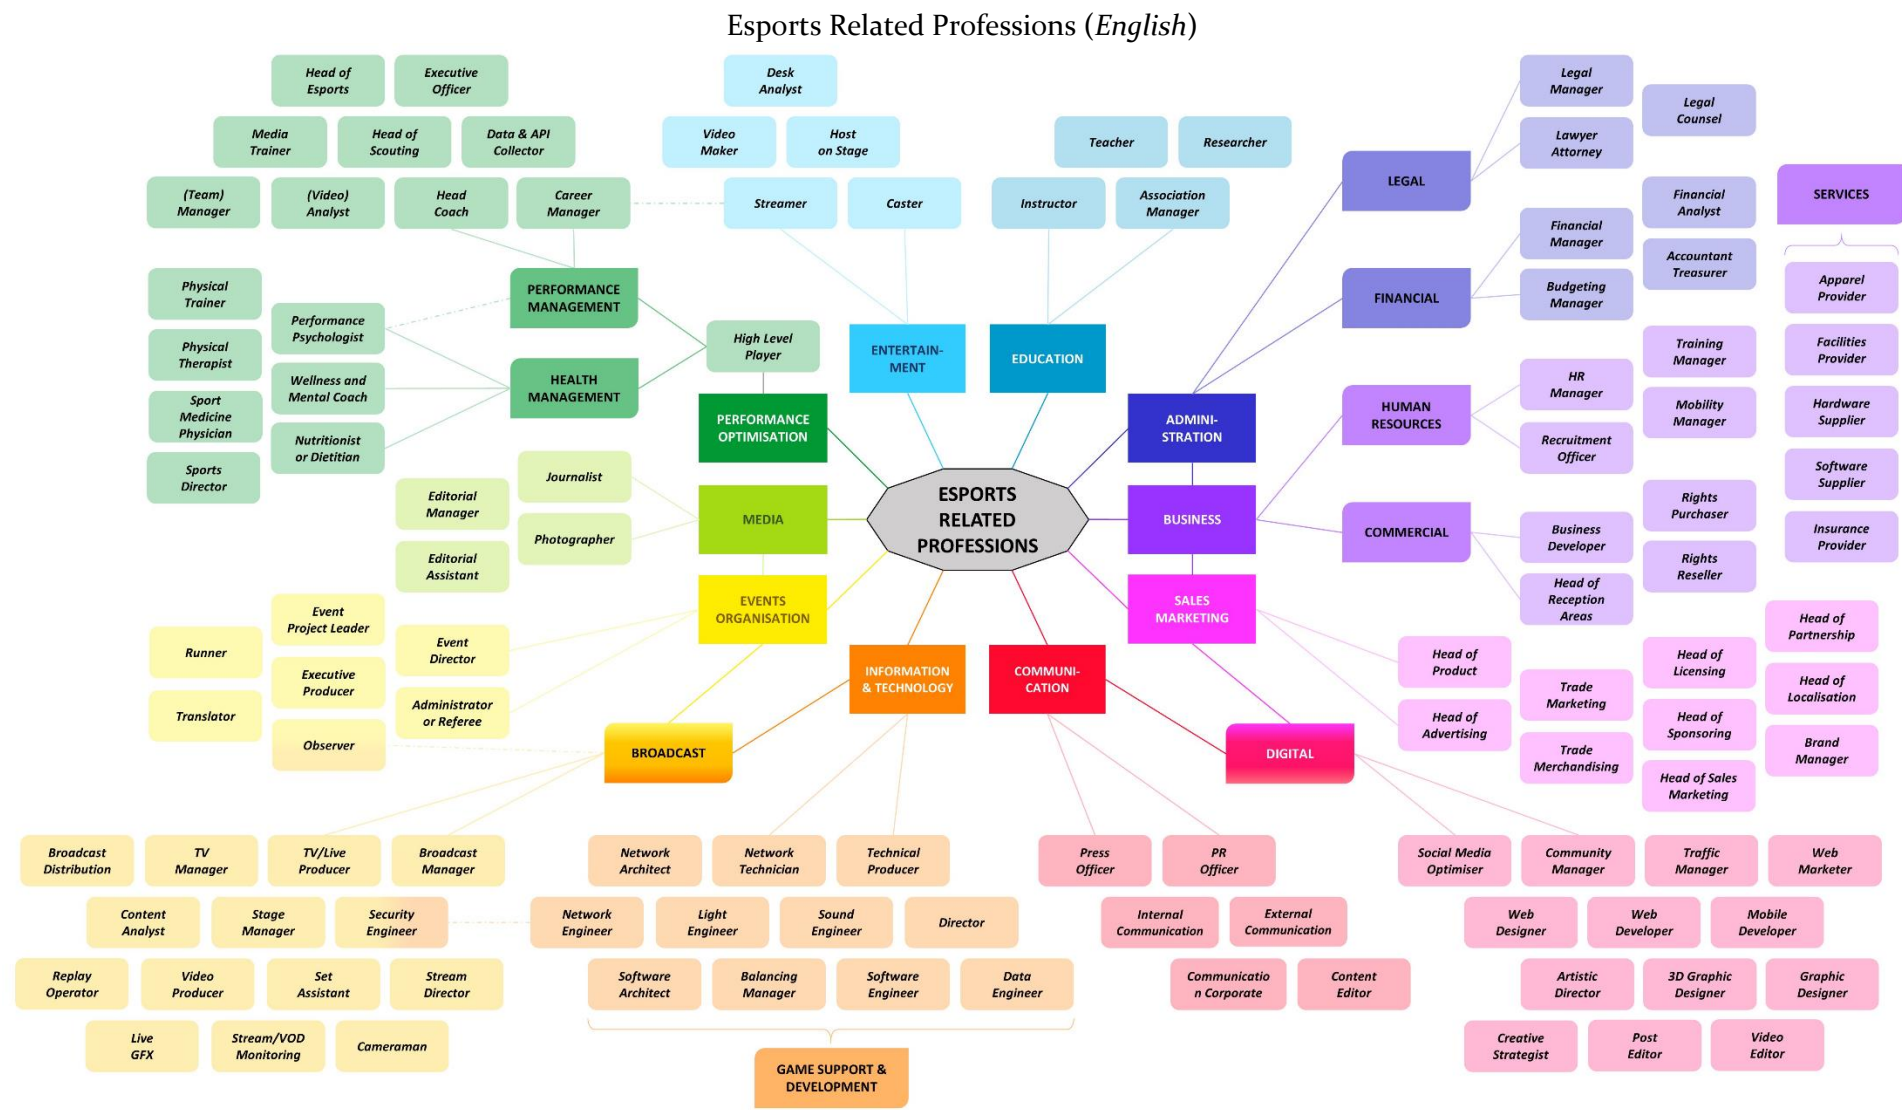 Esports Related Professions (English)
Head of
Esports
Executive
Officer
Media
Trainer
Head of
Scouting
Data & API
Collector
(Team)
Manager
(Video)
Analyst
Head
Coach
Career
Manager
Desk
Analyst
Video
Maker
Host
on Stage
Streamer
Caster
Teacher
Researcher
Instructor
Association
Manager
Legal
Manager
Legal
Counsel
Lawyer
Attorney
LEGAL
Financial
Analyst
Financial
Manager
Accountant
Treasurer
Budgeting
Manager
FINANCIAL
SERVICES
Apparel
Provider
Facilities
Provider
Hardware
Supplier
Software
Supplier
Insurance
Provider
Physical
Trainer
Performance
Psychologist
Physical
Therapist
Wellness and
Mental Coach
Sport
Medicine
Physician
Nutritionist
or Dietitian
Sports
Director
PERFORMANCE
MANAGEMENT
HEALTH
MANAGEMENT
High Level
Player
PERFORMANCE
OPTIMISATION
ENTERTAIN-
MENT
EDUCATION
ADMINI-
STRATION
HUMAN
RESOURCES
Training
Manager
HR
Manager
Mobility
Manager
Recruitment
Officer
ESPORTS
RELATED
PROFESSIONS
Journalist
Editorial
Manager
Photographer
Editorial
Assistant
MEDIA
BUSINESS
COMMERCIAL
Rights
Purchaser
Business
Developer
Rights
Reseller
Head of
Reception
Areas
EVENTS
ORGANISATION
SALES
MARKETING
Event
Project Leader
Runner
Event
Director
Executive
Producer
Translator
Administrator
or Referee
Observer
BROADCAST
INFORMATION
& TECHNOLOGY
COMMUNI-
CATION
DIGITAL
Head of
Partnership
Head of
Product
Head of
Licensing
Trade
Marketing
Head of
Localisation
Head of
Advertising
Head of
Sponsoring
Trade
Merchandising
Brand
Manager
Head of Sales
Marketing
Broadcast
Distribution
TV
Manager
TV/Live
Producer
Broadcast
Manager
Content
Analyst
Stage
Manager
Security
Engineer
Replay
Operator
Video
Producer
Set
Assistant
Stream
Director
Live
GFX
Stream/VOD
Monitoring
Cameraman
Network
Architect
Network
Technician
Technical
Producer
Network
Engineer
Light
Engineer
Sound
Engineer
Director
Software
Architect
Balancing
Manager
Software
Engineer
Data
Engineer
GAME SUPPORT &
DEVELOPMENT
Press
Officer
PR
Officer
Internal
Communication
External
Communication
Communicatio
n Corporate
Content
Editor
Social Media
Optimiser
Community
Manager
Traffic
Manager
Web
Marketer
Web
Designer
Web
Developer
Mobile
Developer
Artistic
Director
3D Graphic
Designer
Graphic
Designer
Creative
Strategist
Post
Editor
Video
Editor